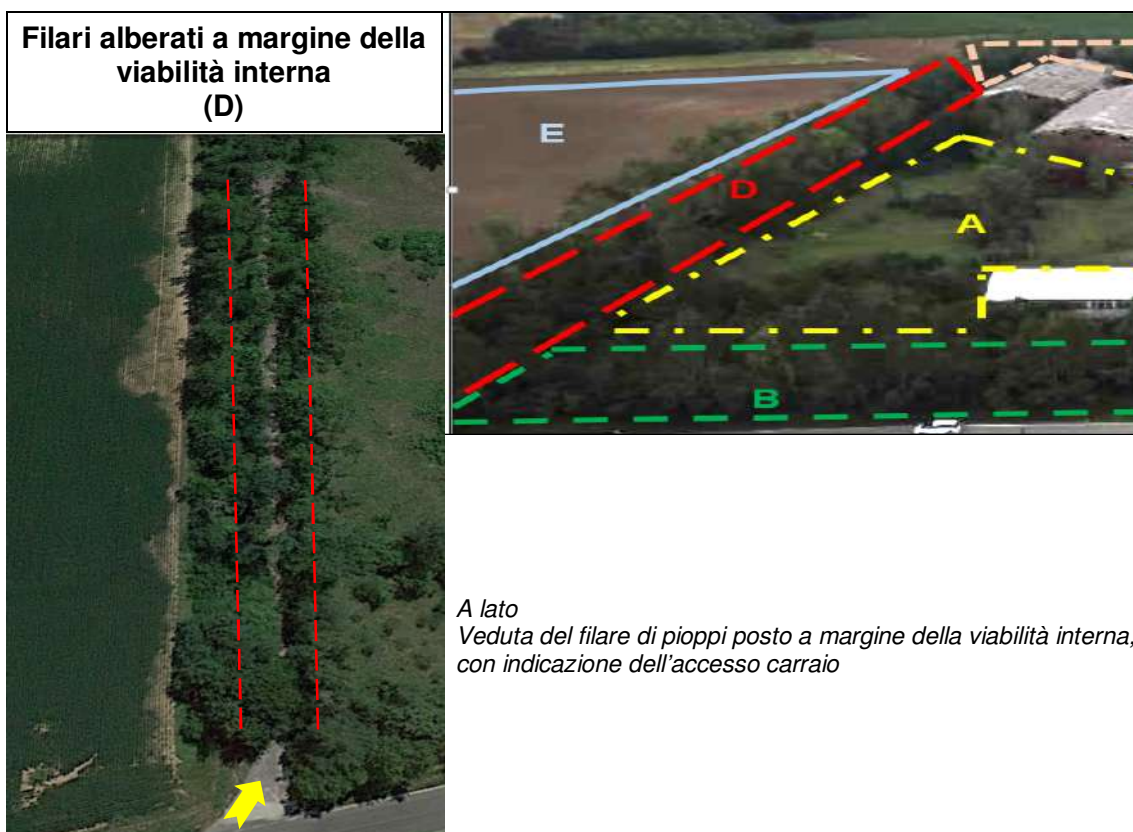 Filari alberati a margine della
viabilità interna
(D)
E
D
A
B
A lato
Veduta del filare di pioppi posto a margine della viabilità interna,
con indicazione dell'accesso carraio